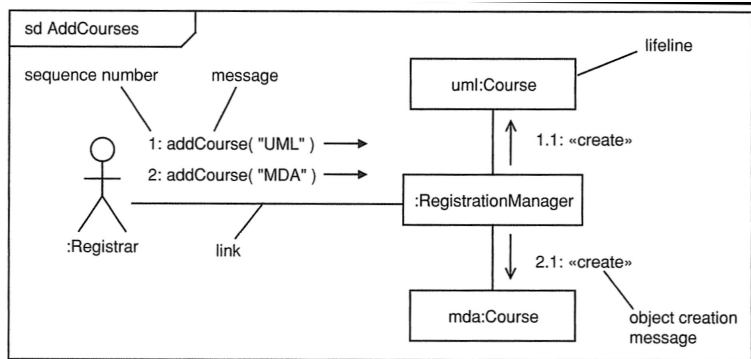 sd AddCourses
lifeline
sequence number
message
uml:Course
1: addCourse( "UML" )
1.1: «create»
2: addCourse( "MDA" )
:RegistrationManager
:Registrar
link
2.1: «create»
mda:Course
object creation
message